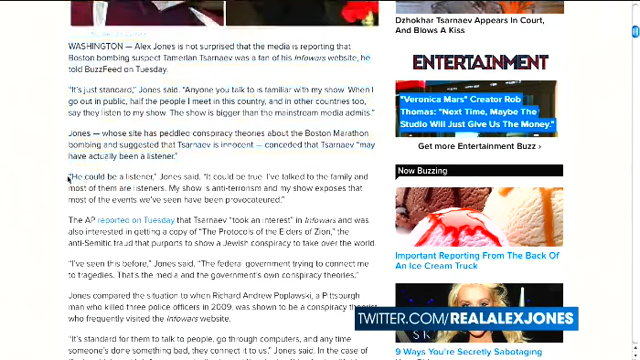 WASHINGTON — Alex Jones is not surprised that the media is reporting that
Boston bombing suspect Tamerlan Tsarnaev was a fan of his Infowars website, he
told BuzzFeed on Tuesday.
"It's just standard," Jones said. "Anyone you talk to is familiar with my show. When I
go out in public, half the people I meet in this country, and in other countries too,
say they listen to my show. The show is bigger than the mainstream media admits."
Jones — whose site has peddled conspiracy theories about the Boston Marathon
bombing and suggested that Tsarnaev is innocent — conceded that Tsarnaev "may
have actually been a listener."
"He could be a listener," Jones said. "It could be true. I've talked to the family and
most of them are listeners. My show is anti-terrorism and my show exposes that
most of the events we've seen have been provocateured."
The AP reported on Tuesday that Tsarnaev "took an interest" in Infowars and was
also interested in getting a copy of "The Protocols of the Elders of Zion," the
anti-Semitic fraud that purports to show a Jewish conspiracy to take over the world.
"I've seen this before," Jones said. "The federal government trying to connect me
to tragedies. That's the media and the government's own conspiracy theories."
Jones compared the situation to when Richard Andrew Poplawski, a Pittsburgh
man who killed three police officers in 2009, was shown to be a conspiracy theorist
who frequently visited the Infowars website.
"It's standard for them to talk to people, go through computers, and any time
someone's done something bad, they connect it to us," Jones said. "In the case of
Dzhokhar Tsarnaev Appears In Court,
And Blows A Kiss
ENTERTAINMENT
"Veronica Mars" Creator Rob
Thomas: "Next Time, Maybe The
Studio Will Just Give Us The Money."
Get more Entertainment Buzz ›
Now Buzzing
Important Reporting From The Back Of
An Ice Cream Truck
TWITTER.COM/REALALEXJONES
9 Ways You're Secretly Sabotaging